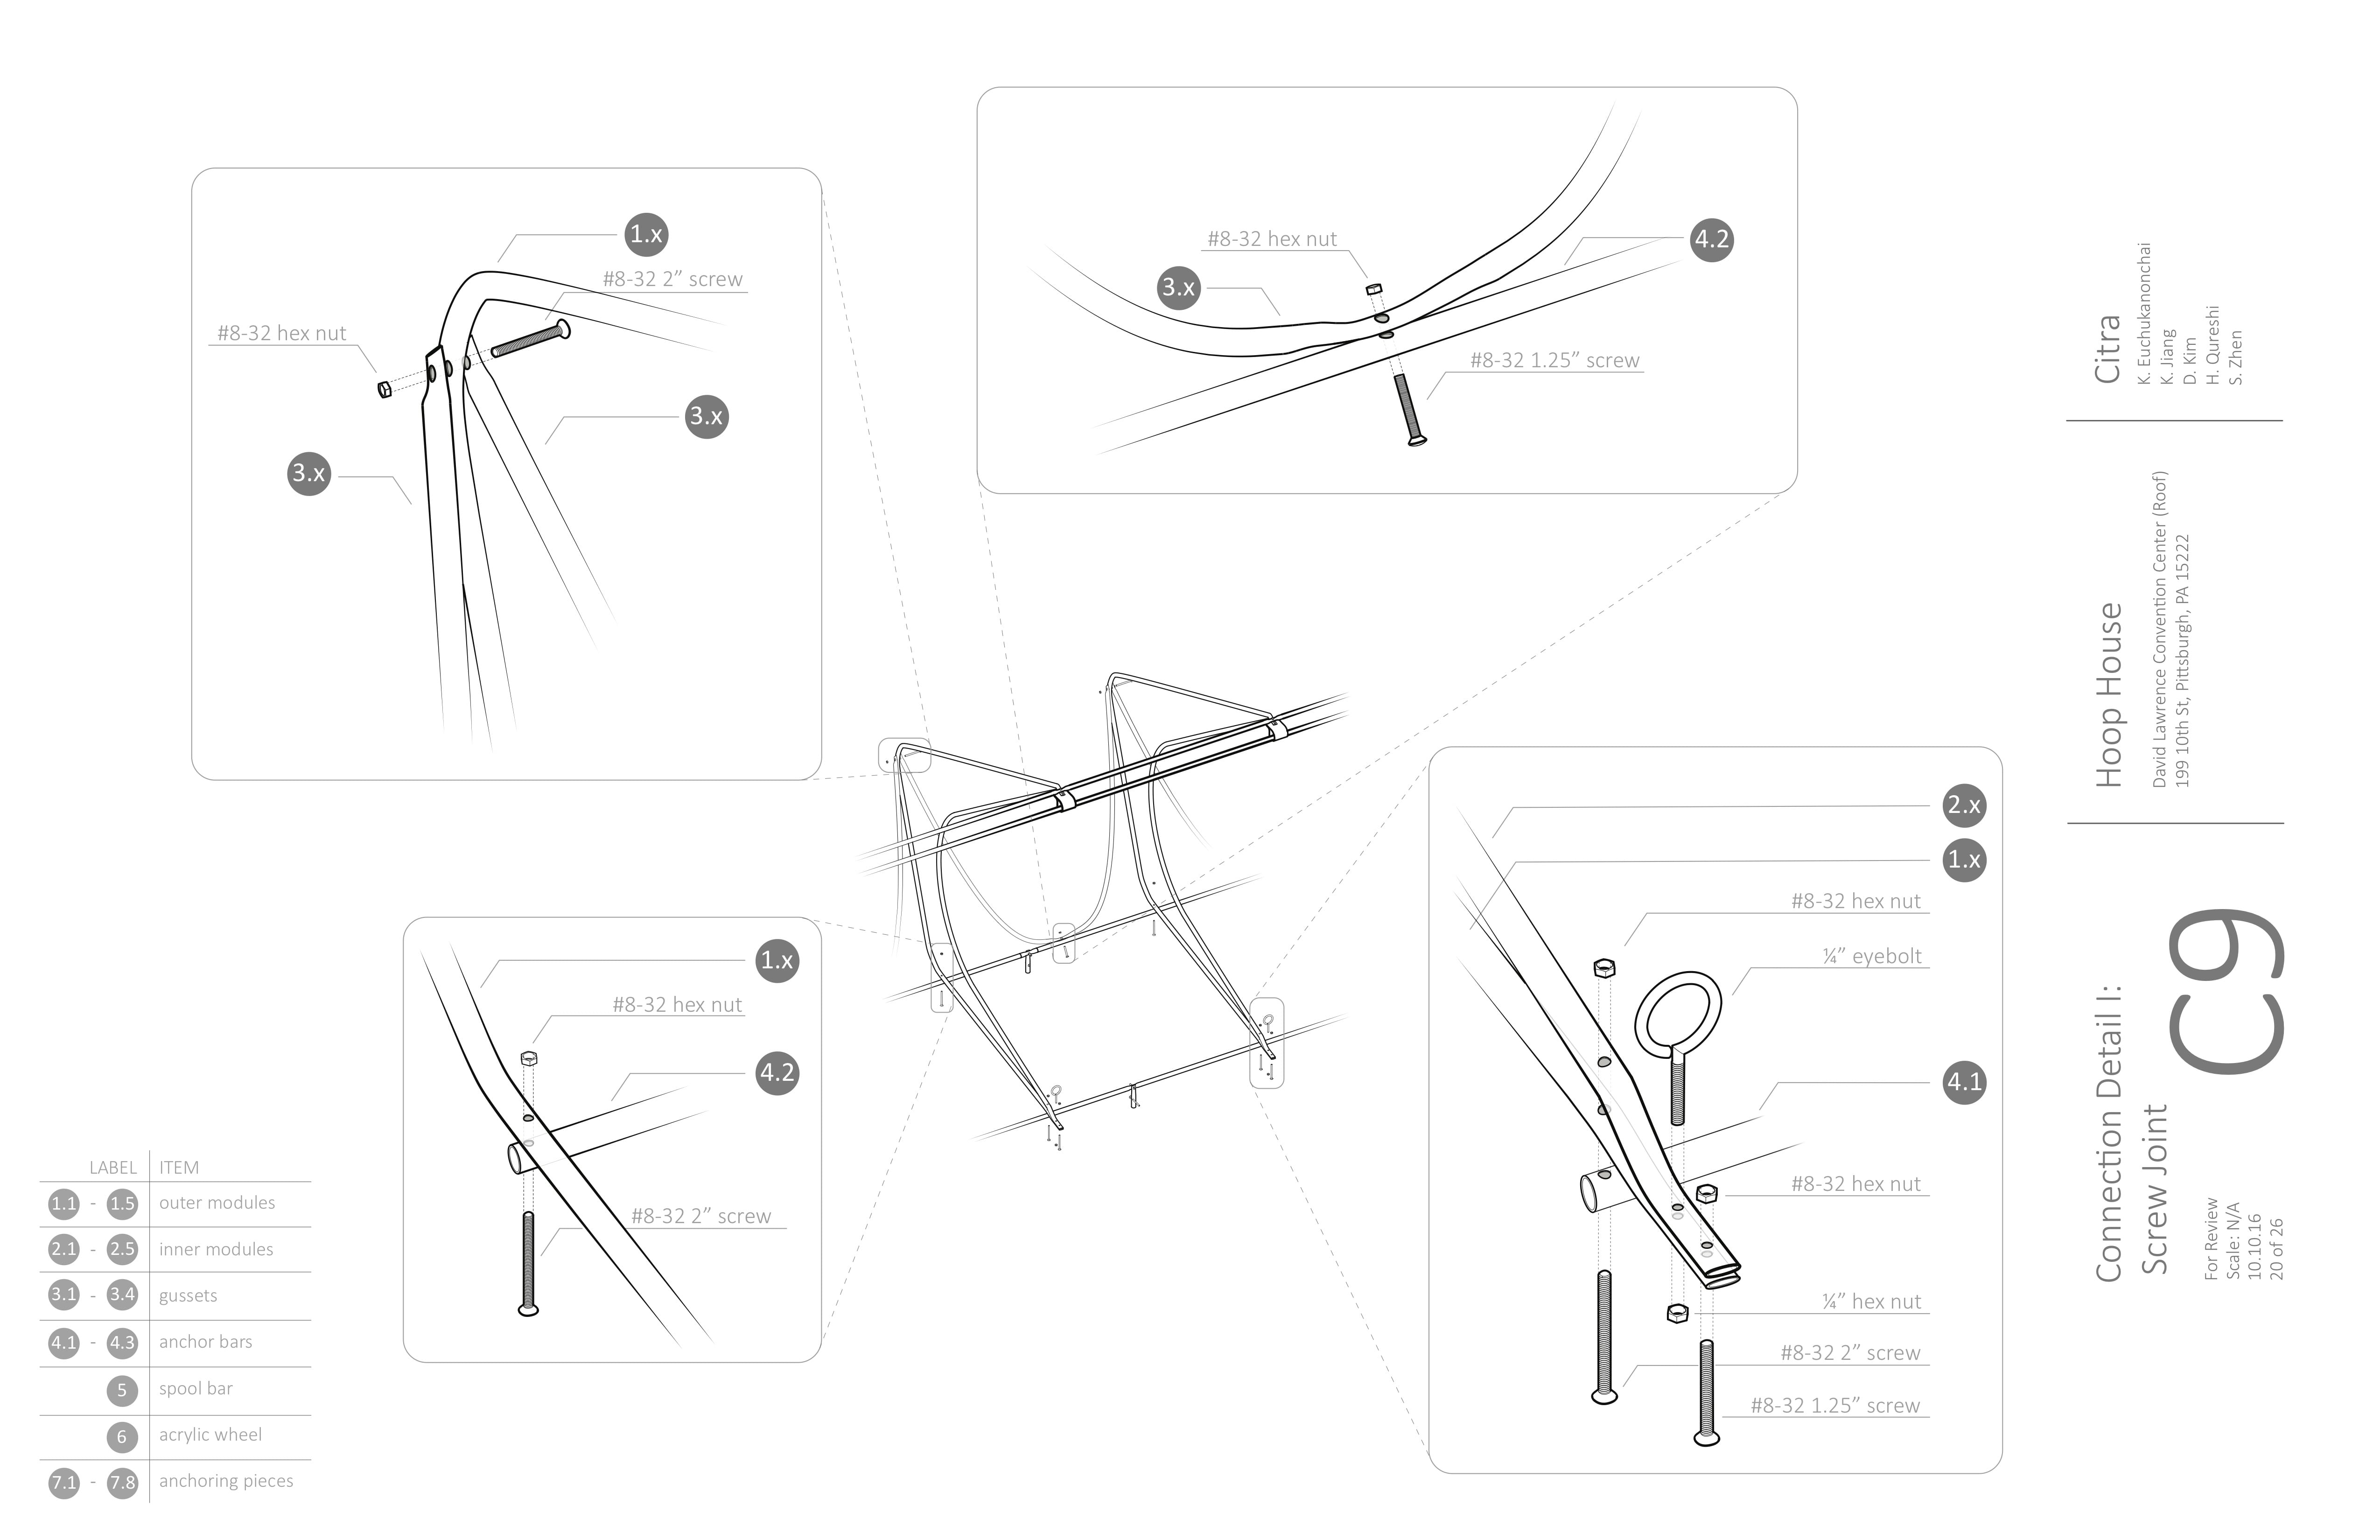 1.x
#8-32 2” screw
#8-32 hex nut
3.x
3.x
#8-32 hex nut
4.2
3.x
#8-32 1.25” screw
1.x
#8-32 hex nut
4.2
#8-32 2” screw
2.x
1.x
#8-32 hex nut
¼” eyebolt
4.1
#8-32 hex nut
¼” hex nut
#8-32 2” screw
#8-32 1.25” screw
LABEL ITEM
1.1 - 1.5 outer modules
2.1 - 2.5 inner modules
3.1 - 3.4 gussets
4.1 - 4.3 anchor bars
5 spool bar
6 acrylic wheel
7.1 - 7.8 anchoring pieces
Citra
K. Euchukanonchai
K. Jiang
D. Kim
H. Qureshi
S. Zhen
Hoop House
David Lawrence Convention Center (Roof)
199 10th St, Pittsburgh, PA 15222
Connection Detail I:
Screw Joint
C9
For Review
Scale: N/A
10.10.16
20 of 26